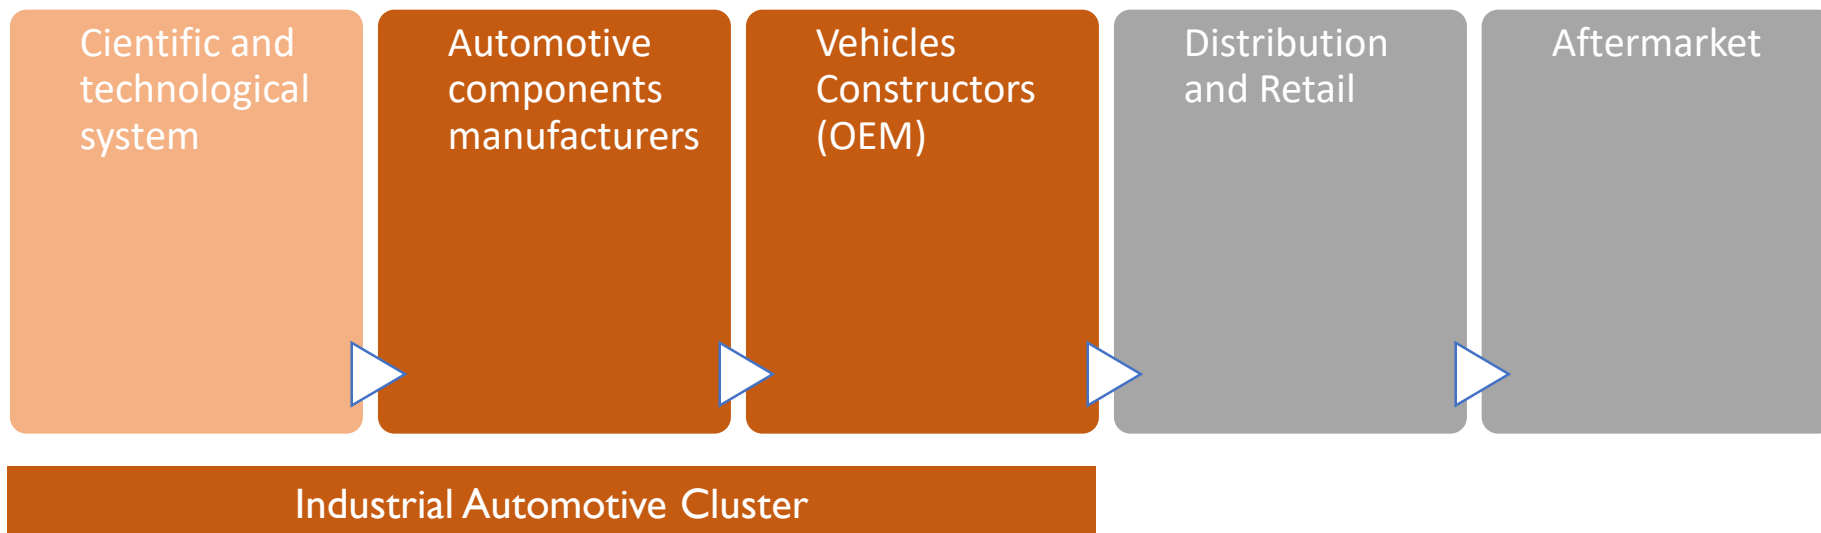 Cientific and
technological
system
Automotive
components
manufacturers
Vehicles
Constructors
(OEM)
Distribution
and Retail
Aftermarket
Industrial Automotive Cluster